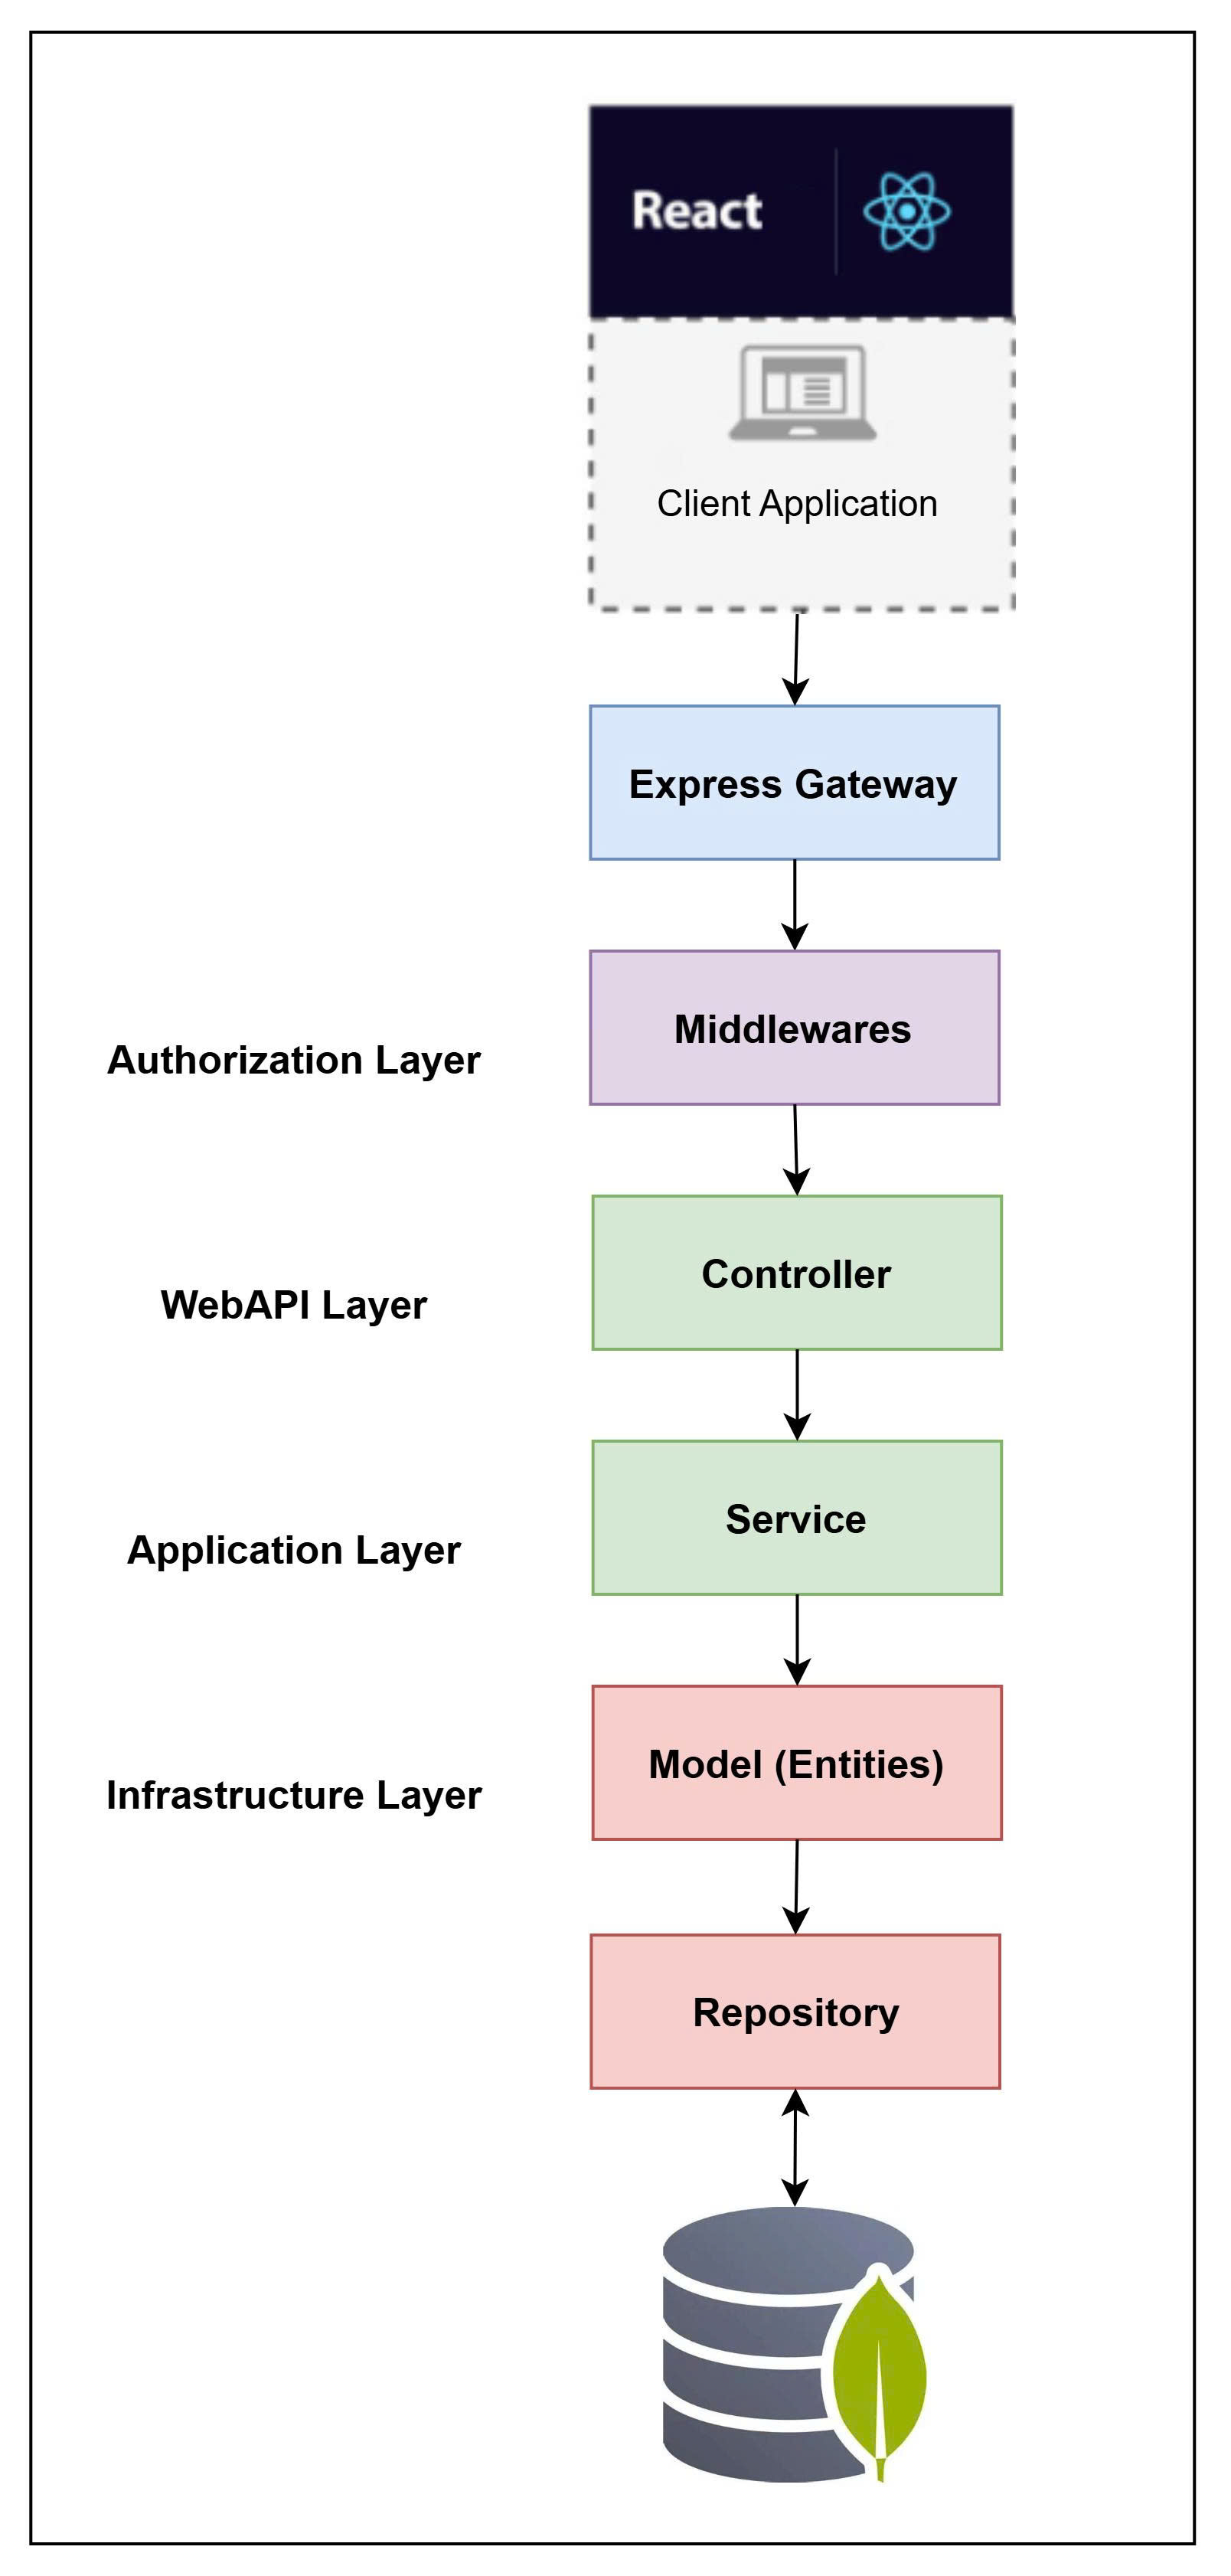 React
Client Application
Express Gateway
Middlewares
Authorization Layer
Controller
WebAPI Layer
Service
Application Layer
Model (Entities)
Infrastructure Layer
Repository